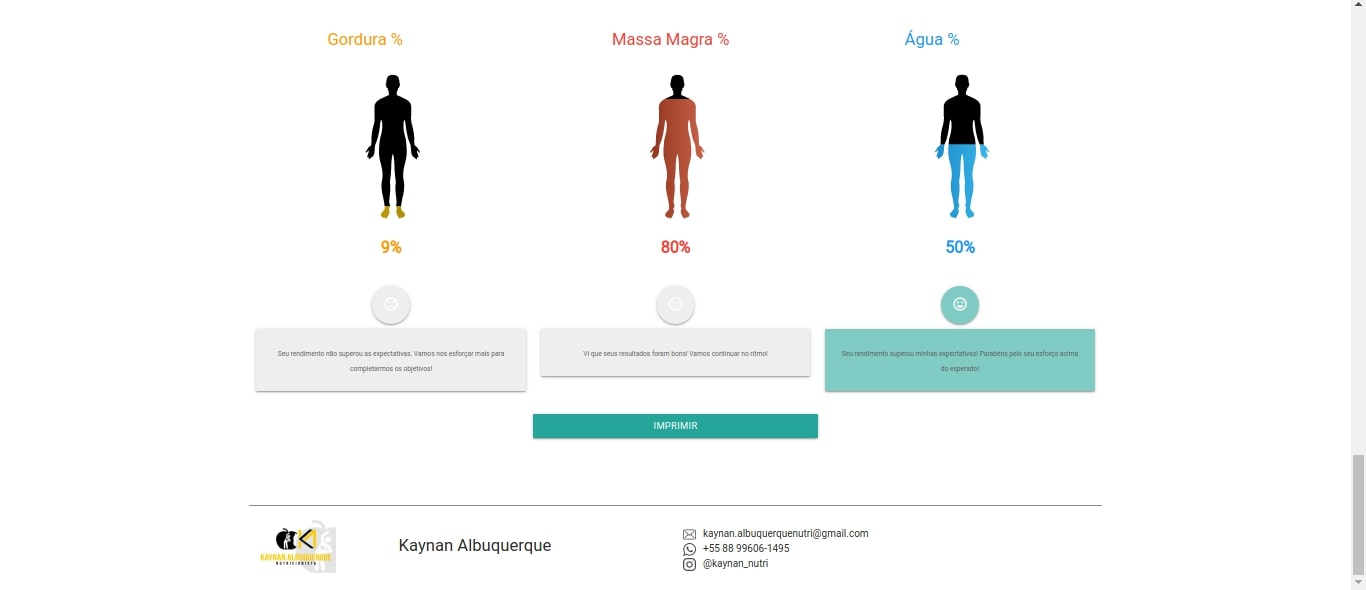 Gordura %
Massa Magra %
Água %
9%
80%
50%
Seu rendimento não superou as expectativas. Vamos nos esforçar mais para
completarmos os objetivos!
Vi que seus resultados foram bons! Vamos continuar no ritmo!
Seu rendimento superou minhas expectativas! Parabéns pelo seu esforço acima
do esperado!
IMPRIMIR
KAYNAN ALBUQUERQUE
NUTRICIONISTA
Kaynan Albuquerque
kaynan.albuquerquenutri@gmail.com
+55 88 99606-1495
@kaynan_nutri